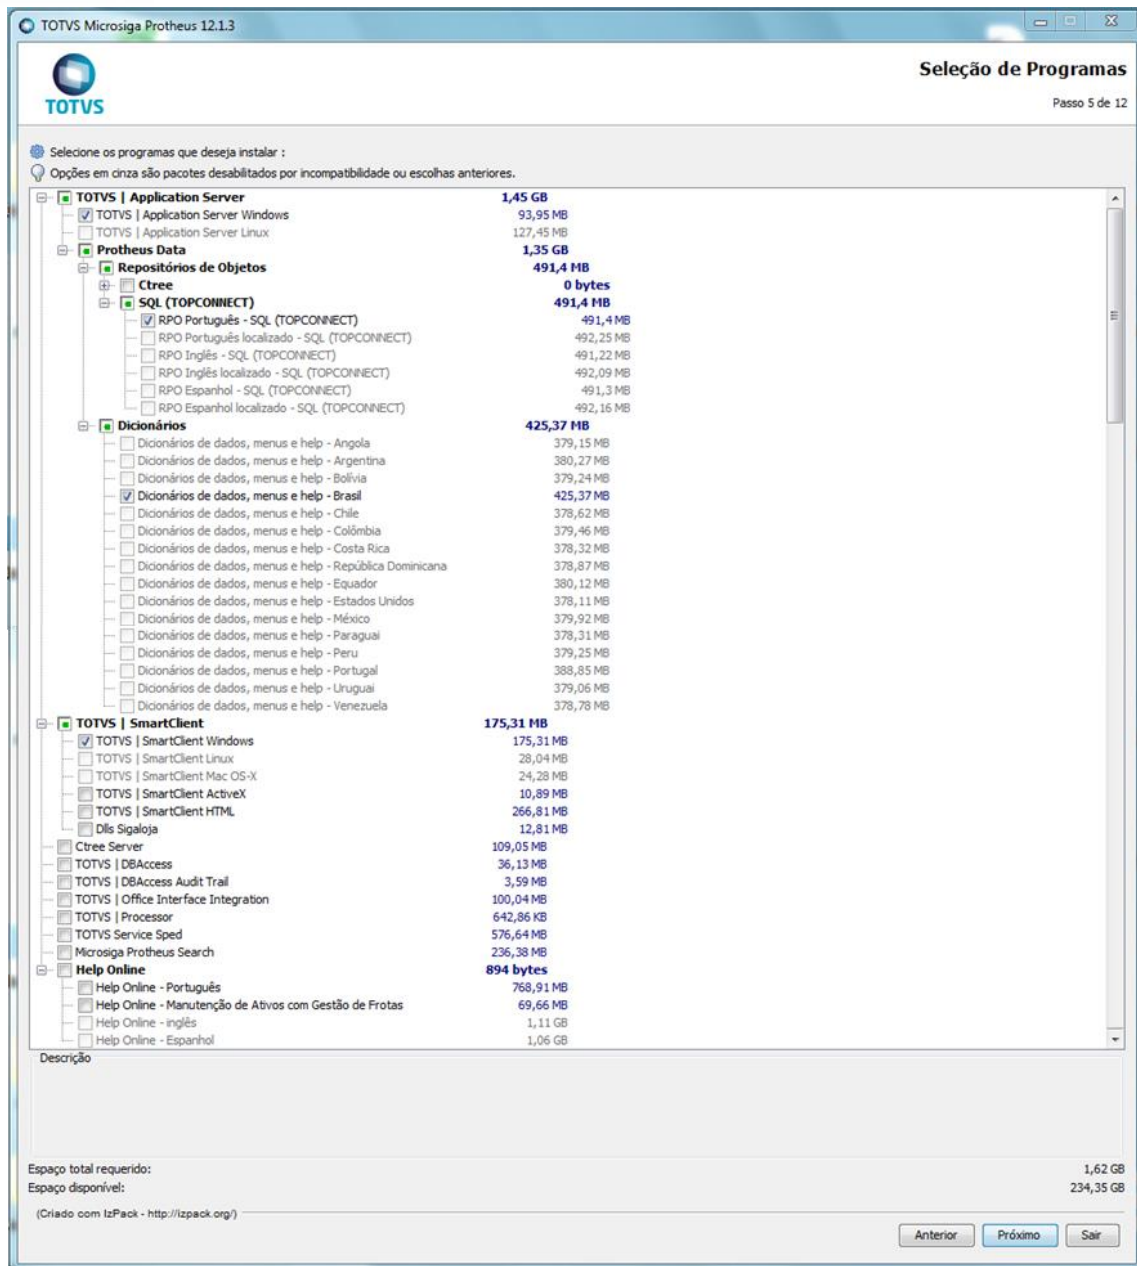 TOTVS Microsiga Protheus 12.1.3
TOTVS
Seleção de Programas
Passo 5 de 12
Selecione os programas que deseja instalar :
Opções em cinza são pacotes desabilitados por incompatibilidade ou escolhas anteriores.
TOTVS | Application Server 1,45 GB
TOTVS | Application Server Windows 93,95 MB
TOTVS | Application Server Linux 127,45 MB
Protheus Data 1,35 GB
Repositórios de Objetos 491,4 MB
Ctree 0 bytes
SQL (TOPCONNECT) 491,4 MB
RPO Português - SQL (TOPCONNECT) 491,4 MB
RPO Português localizado - SQL (TOPCONNECT) 492,25 MB
RPO Inglês - SQL (TOPCONNECT) 491,22 MB
RPO Inglês localizado - SQL (TOPCONNECT) 492,09 MB
RPO Espanhol - SQL (TOPCONNECT) 491,3 MB
RPO Espanhol localizado - SQL (TOPCONNECT) 492,16 MB
Dicionários 425,37 MB
Dicionários de dados, menus e help - Angola 379,15 MB
Dicionários de dados, menus e help - Argentina 380,27 MB
Dicionários de dados, menus e help - Bolívia 379,24 MB
Dicionários de dados, menus e help - Brasil 425,37 MB
Dicionários de dados, menus e help - Chile 378,62 MB
Dicionários de dados, menus e help - Colômbia 379,46 MB
Dicionários de dados, menus e help - Costa Rica 378,32 MB
Dicionários de dados, menus e help - República Dominicana 378,87 MB
Dicionários de dados, menus e help - Equador 380,12 MB
Dicionários de dados, menus e help - Estados Unidos 378,11 MB
Dicionários de dados, menus e help - México 379,92 MB
Dicionários de dados, menus e help - Paraguai 378,31 MB
Dicionários de dados, menus e help - Peru 379,25 MB
Dicionários de dados, menus e help - Portugal 388,85 MB
Dicionários de dados, menus e help - Uruguai 379,06 MB
Dicionários de dados, menus e help - Venezuela 378,78 MB
TOTVS | SmartClient 175,31 MB
TOTVS | SmartClient Windows 175,31 MB
TOTVS | SmartClient Linux 28,04 MB
TOTVS | SmartClient Mac OS-X 24,28 MB
TOTVS | SmartClient ActiveX 10,89 MB
TOTVS | SmartClient HTML 266,81 MB
Dlls Sigaloja 12,81 MB
Ctree Server 109,05 MB
TOTVS | DBAccess 36,13 MB
TOTVS | DBAccess Audit Trail 3,59 MB
TOTVS | Office Interface Integration 100,04 MB
TOTVS | Processor 642,86 KB
TOTVS Service Sped 576,64 MB
Microsiga Protheus Search 236,38 MB
Help Online 894 bytes
Help Online - Português 768,91 MB
Help Online - Manutenção de Ativos com Gestão de Frotas 69,66 MB
Help Online - inglês 1,11 GB
Help Online - Espanhol 1,06 GB
Descrição
Espaço total requerido: 1,62 GB
Espaço disponível: 234,35 GB
(Criado com IzPack - http://izpack.org/)
Anterior Próximo Sair